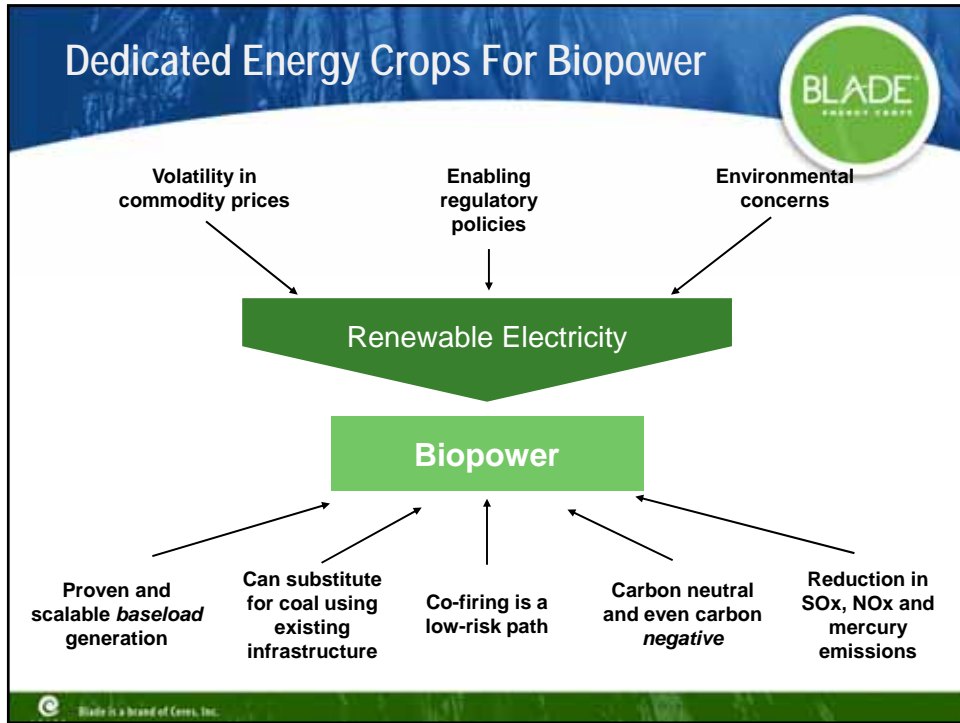 Dedicated Energy Crops For Biopower
BLADE
ENERGY CROPS
Volatility in
commodity prices
Enabling
regulatory
policies
Environmental
concerns
Renewable Electricity
Biopower
Proven and
scalable baseload
generation
Can substitute
for coal using
existing
infrastructure
Co-firing is a
low-risk path
Carbon neutral
and even carbon
negative
Reduction in
SOx, NOx and
mercury
emissions
Blade is a brand of Ceres, Inc.